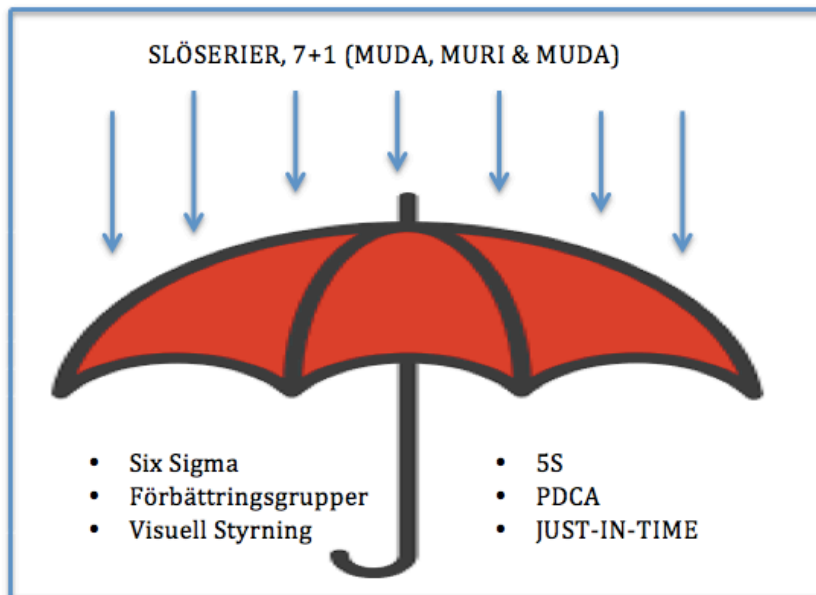 SLÖSERIER, 7+1 (MUDA, MURI & MUDA)
• Six Sigma
• Förbättringsgrupper
• Visuell Styrning
• 5S
• PDCA
• JUST-IN-TIME